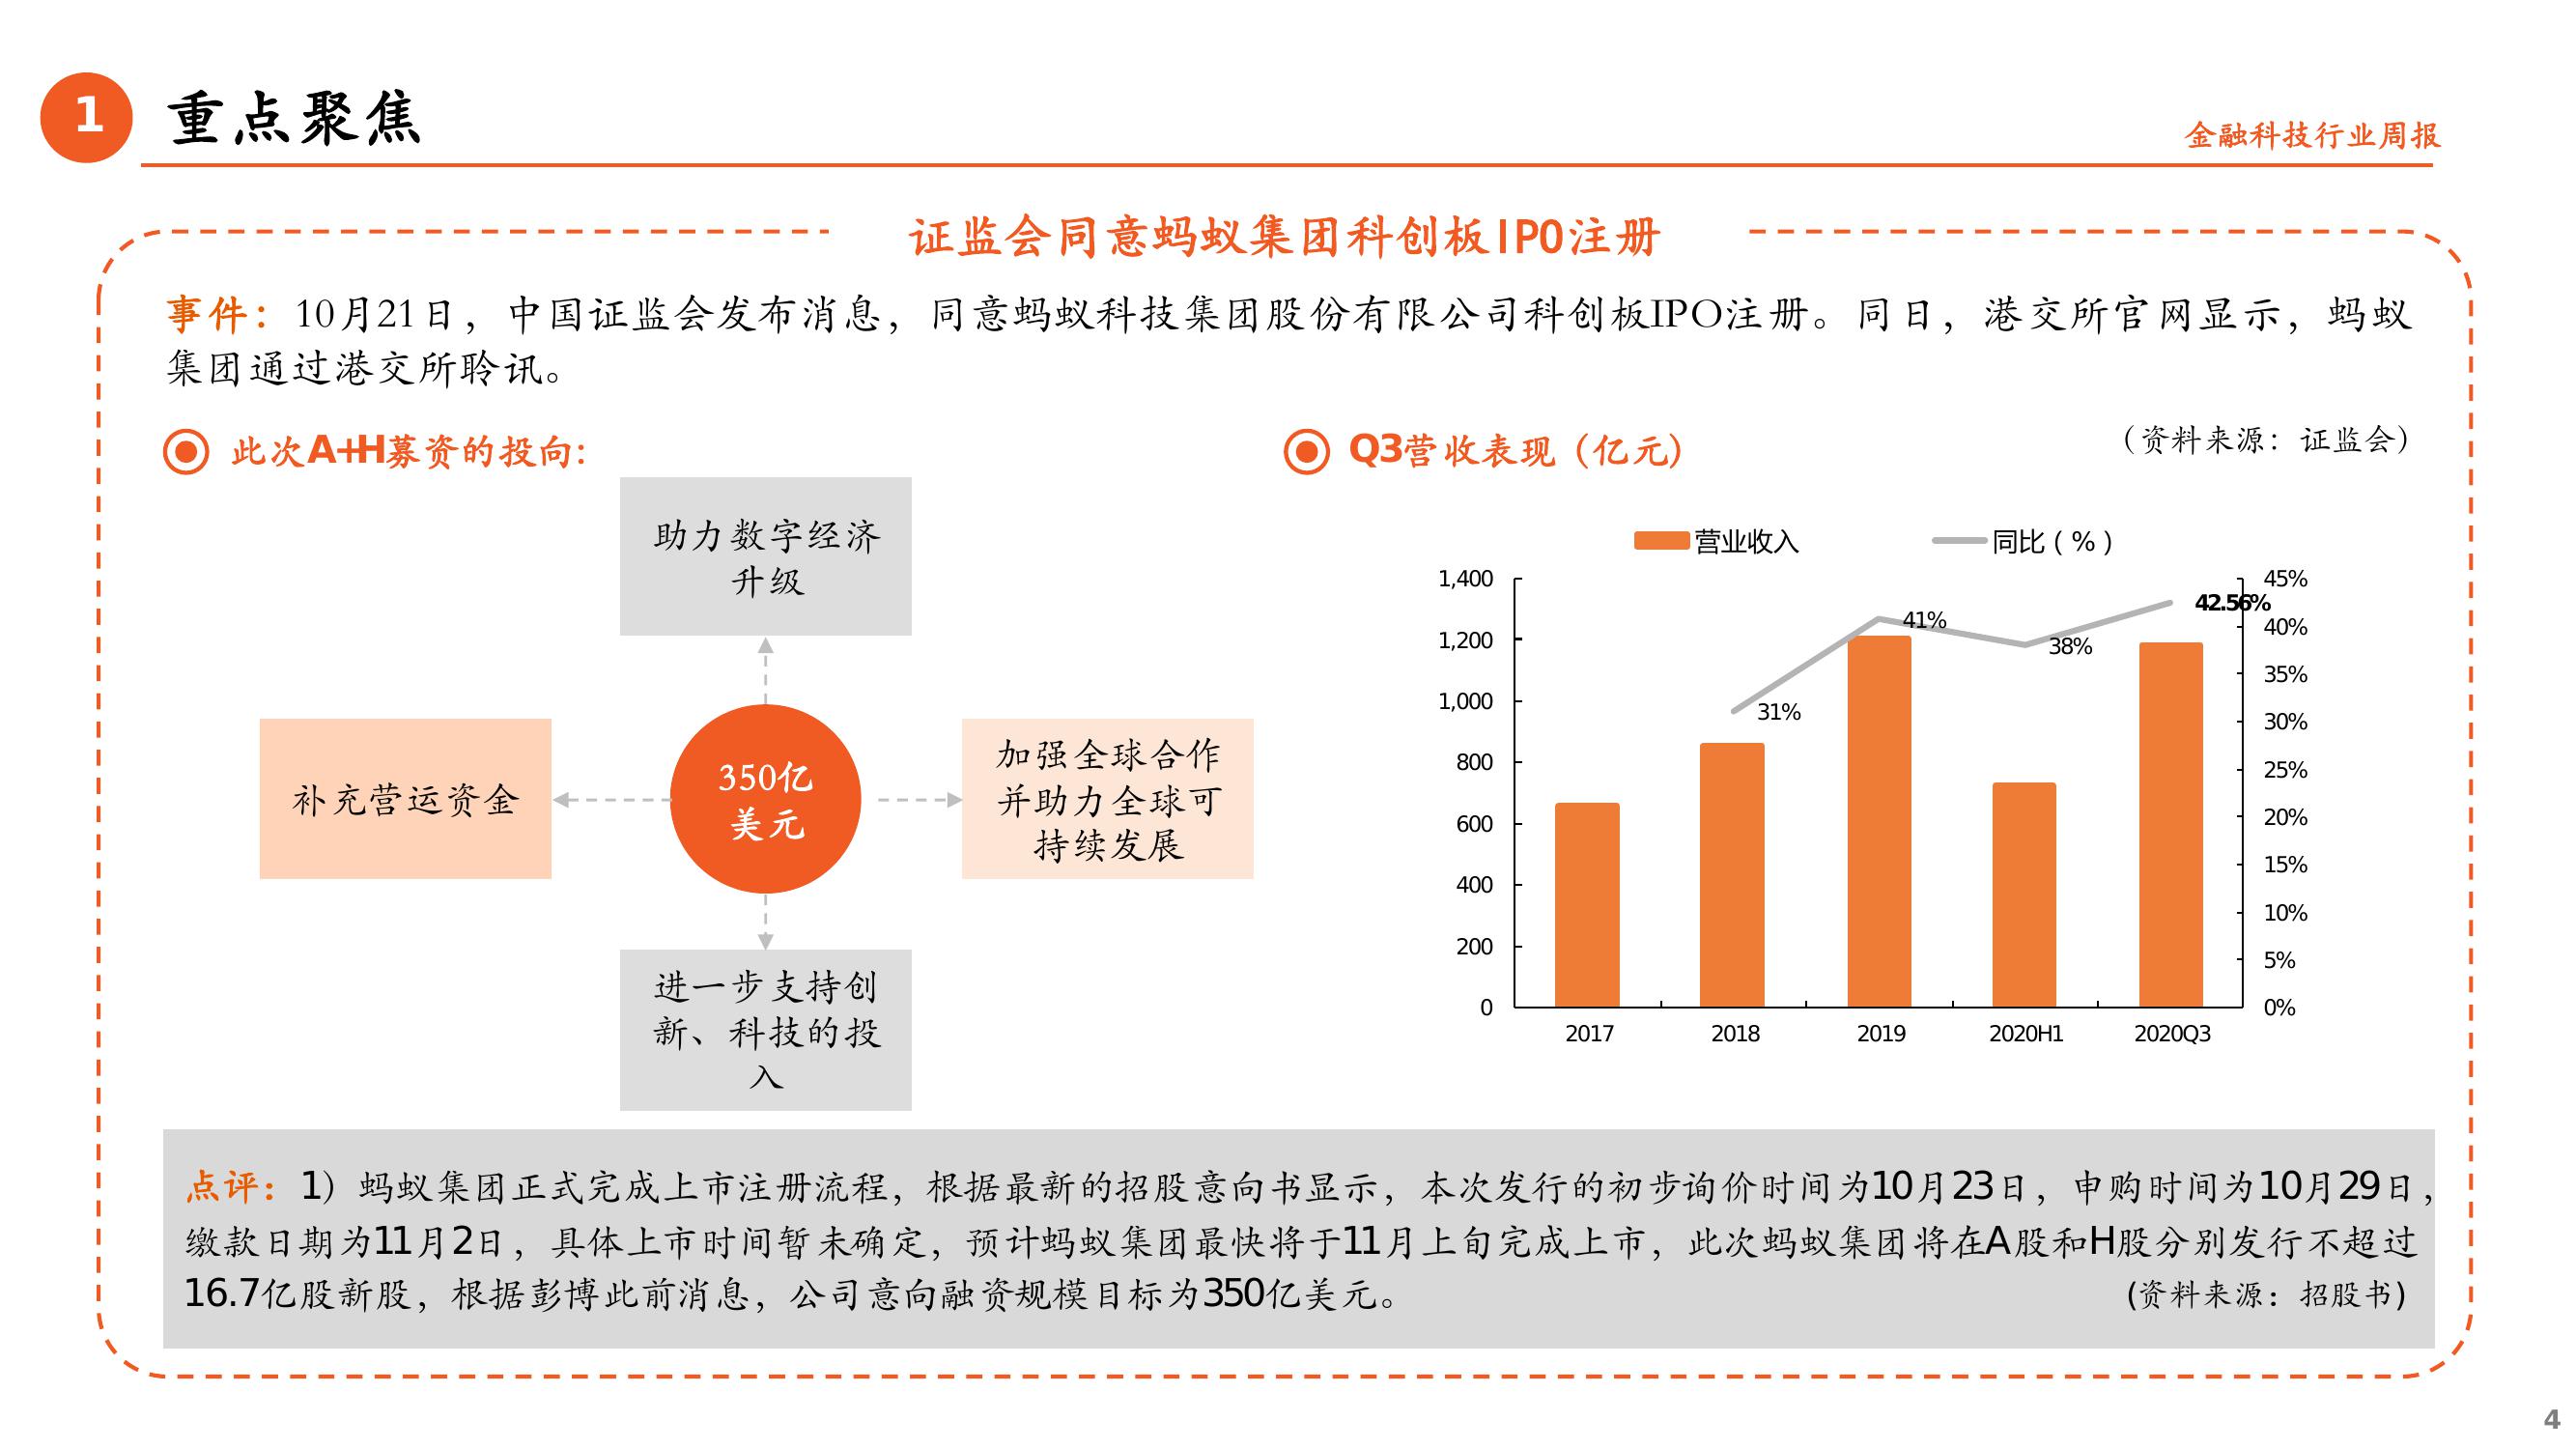 1
重点聚焦
金融科技行业周报
证监会同意蚂蚁集团科创板IPO注册
事件：10月21日，中国证监会发布消息，同意蚂蚁科技集团股份有限公司科创板IPO注册。同日，港交所官网显示，蚂蚁
集团通过港交所聆讯。
此次A+H募资的投向:
助力数字经济
升级
补充营运资金
350亿
美元
加强全球合作
并助力全球可
持续发展
进一步支持创
新、科技的投
入
Q3营收表现（亿元）
（资料来源：证监会）
营业收入
同比（%）
1,400
1,200
1,000
800
600
400
200
0
45%
40%
35%
30%
25%
20%
15%
10%
5%
0%
31%
41%
38%
42.56%
2017
2018
2019
2020H1
2020Q3
点评：1）蚂蚁集团正式完成上市注册流程，根据最新的招股意向书显示，本次发行的初步询价时间为10月23日，申购时间为10月29日，
缴款日期为11月2日，具体上市时间暂未确定，预计蚂蚁集团最快将于11月上旬完成上市，此次蚂蚁集团将在A股和H股分别发行不超过
16.7亿股新股，根据彭博此前消息，公司意向融资规模目标为350亿美元。
(资料来源：招股书)
4